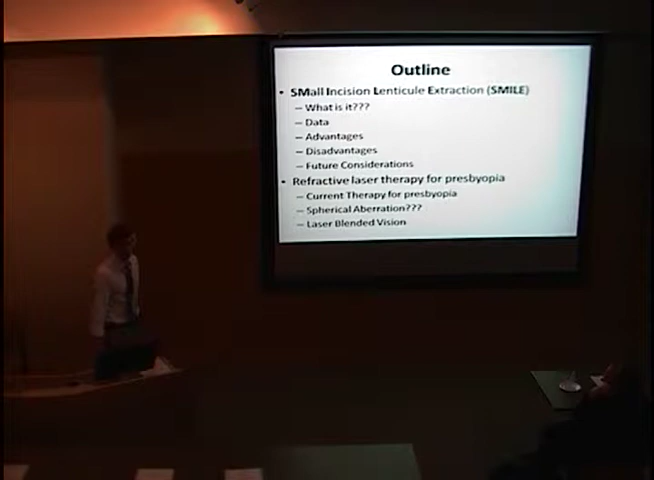 Outline
• SMall Incision Lenticule Extraction (SMILE)
– What is it???
– Data
– Advantages
– Disadvantages
– Future Considerations
• Refractive laser therapy for presbyopia
– Current Therapy for presbyopia
– Spherical Aberration???
– Laser Blended Vision